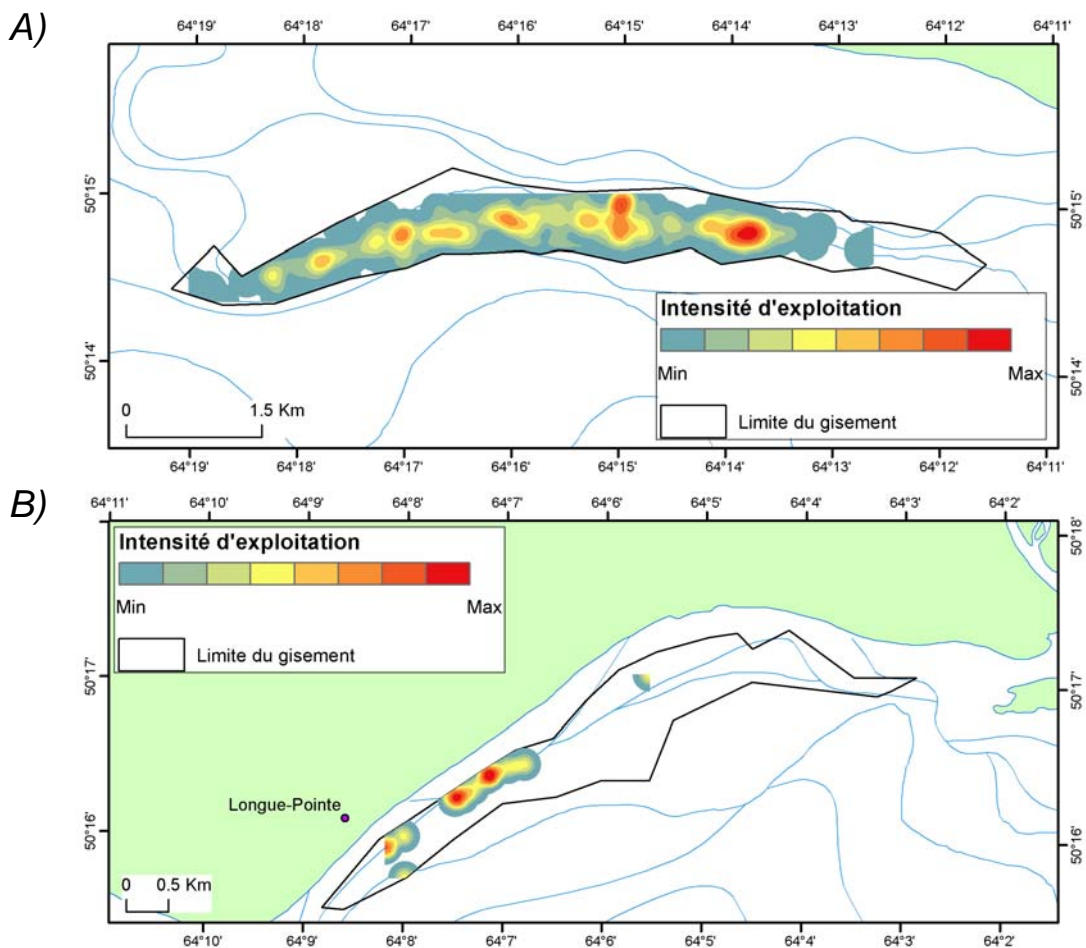 A)
64°19' 64°18' 64°17' 64°16' 64°15' 64°14' 64°13' 64°12' 64°11'
50°15' 50°15'
Intensité d'exploitation
Min Max
50°14' 50°14'
0 1.5 Km
Limite du gisement
64°19' 64°18' 64°17' 64°16' 64°15' 64°14' 64°13' 64°12' 64°11'
B)
64°11' 64°10' 64°9' 64°8' 64°7' 64°6' 64°5' 64°4' 64°3' 64°2'
50°18'
Intensité d'exploitation
Min Max
Limite du gisement
50°17' 50°17'
Longue-Pointe
50°16' 50°16'
0 0.5 Km
64°10' 64°9' 64°8' 64°7' 64°6' 64°5' 64°4' 64°3' 64°2'